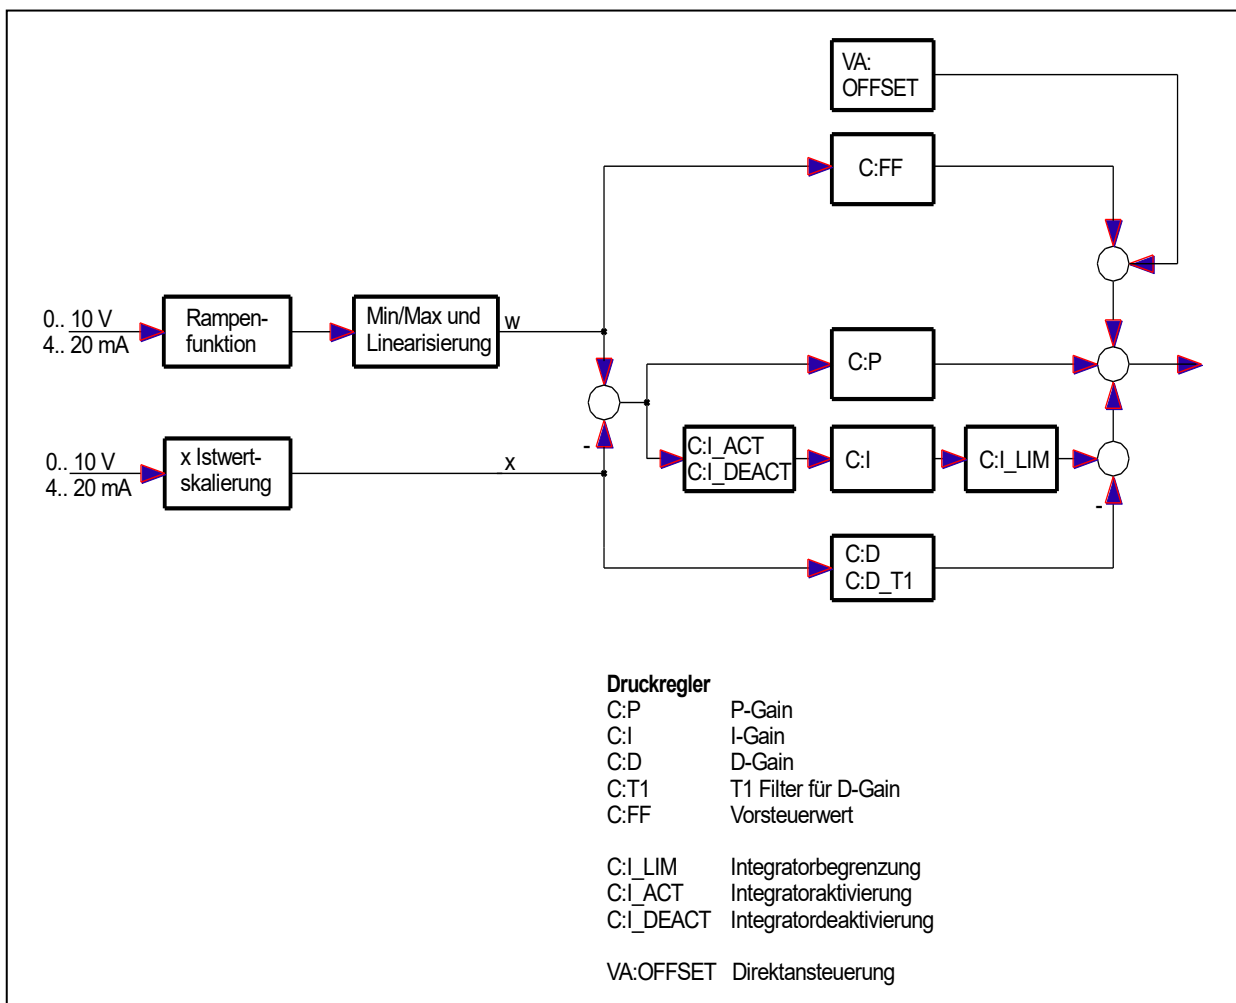 VA:
OFFSET
C:FF
0.. 10 V
4.. 20 mA
Rampen-
funktion
Min/Max und
Linearisierung
w
C:P
-
C:I_ACT
C:I_DEACT
C:I
C:I_LIM
0.. 10 V
4.. 20 mA
x Istwert-
skalierung
x
-
C:D
C:D_T1
Druckregler
C:P P-Gain
C:I I-Gain
C:D D-Gain
C:T1 T1 Filter für D-Gain
C:FF Vorsteuerwert
C:I_LIM Integratorbegrenzung
C:I_ACT Integratoraktivierung
C:I_DEACT Integratordeaktivierung
VA:OFFSET Direktansteuerung